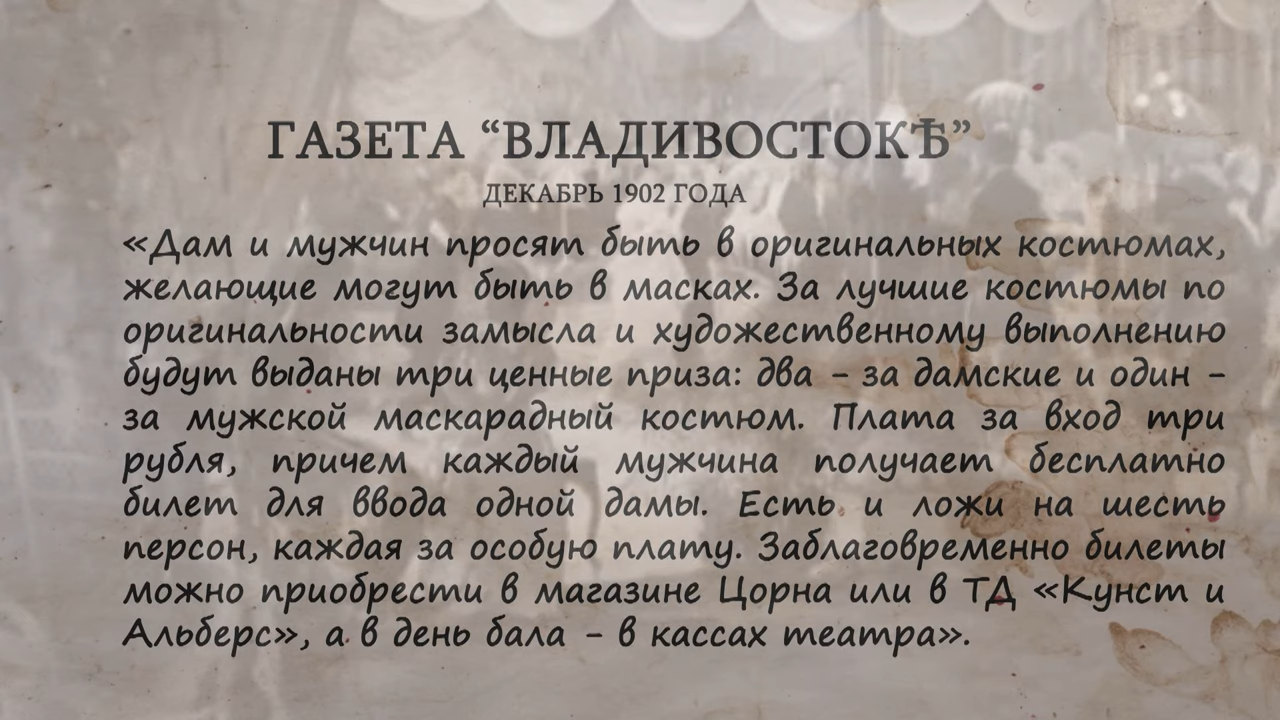 ГАЗЕТА “ВЛАДИВОСТОКѢ”
ДЕКАБРЬ 1902 ГОДА
«Дам и мужчин просят быть в оригинальных костюмах,
желающие могут быть в масках. За лучшие костюмы по
оригинальности замысла и художественному выполнению
будут выданы три ценные приза: два – за дамские и один –
за мужской маскарадный костюм. Плата за вход три
рубля, причем каждый мужчина получает бесплатно
билет для ввода одной дамы. Есть и ложи на шесть
персон, каждая за особую плату. Заблаговременно билеты
можно приобрести в магазине Цорна или в ТД «Кунст и
Альберс», а в день бала – в кассах театра».